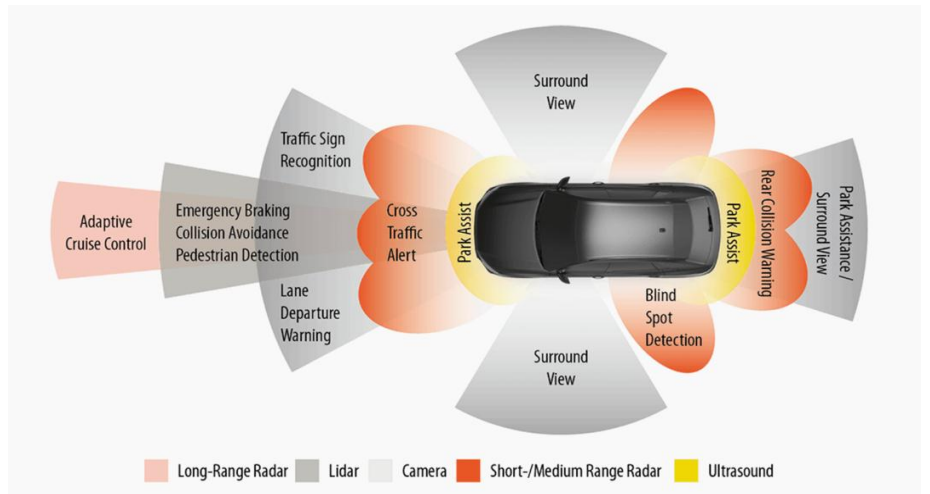 Surround
View
Traffic Sign
Recognition
Adaptive
Cruise Control
Emergency Braking
Collision Avoidance
Pedestrian Detection
Cross
Traffic
Alert
Park Assist
Park Assist
Rear Collision Warning
Park Assistance /
Surround View
Lane
Departure
Warning
Blind
Spot
Detection
Surround
View
Long-Range Radar
Lidar
Camera
Short-/Medium Range Radar
Ultrasound